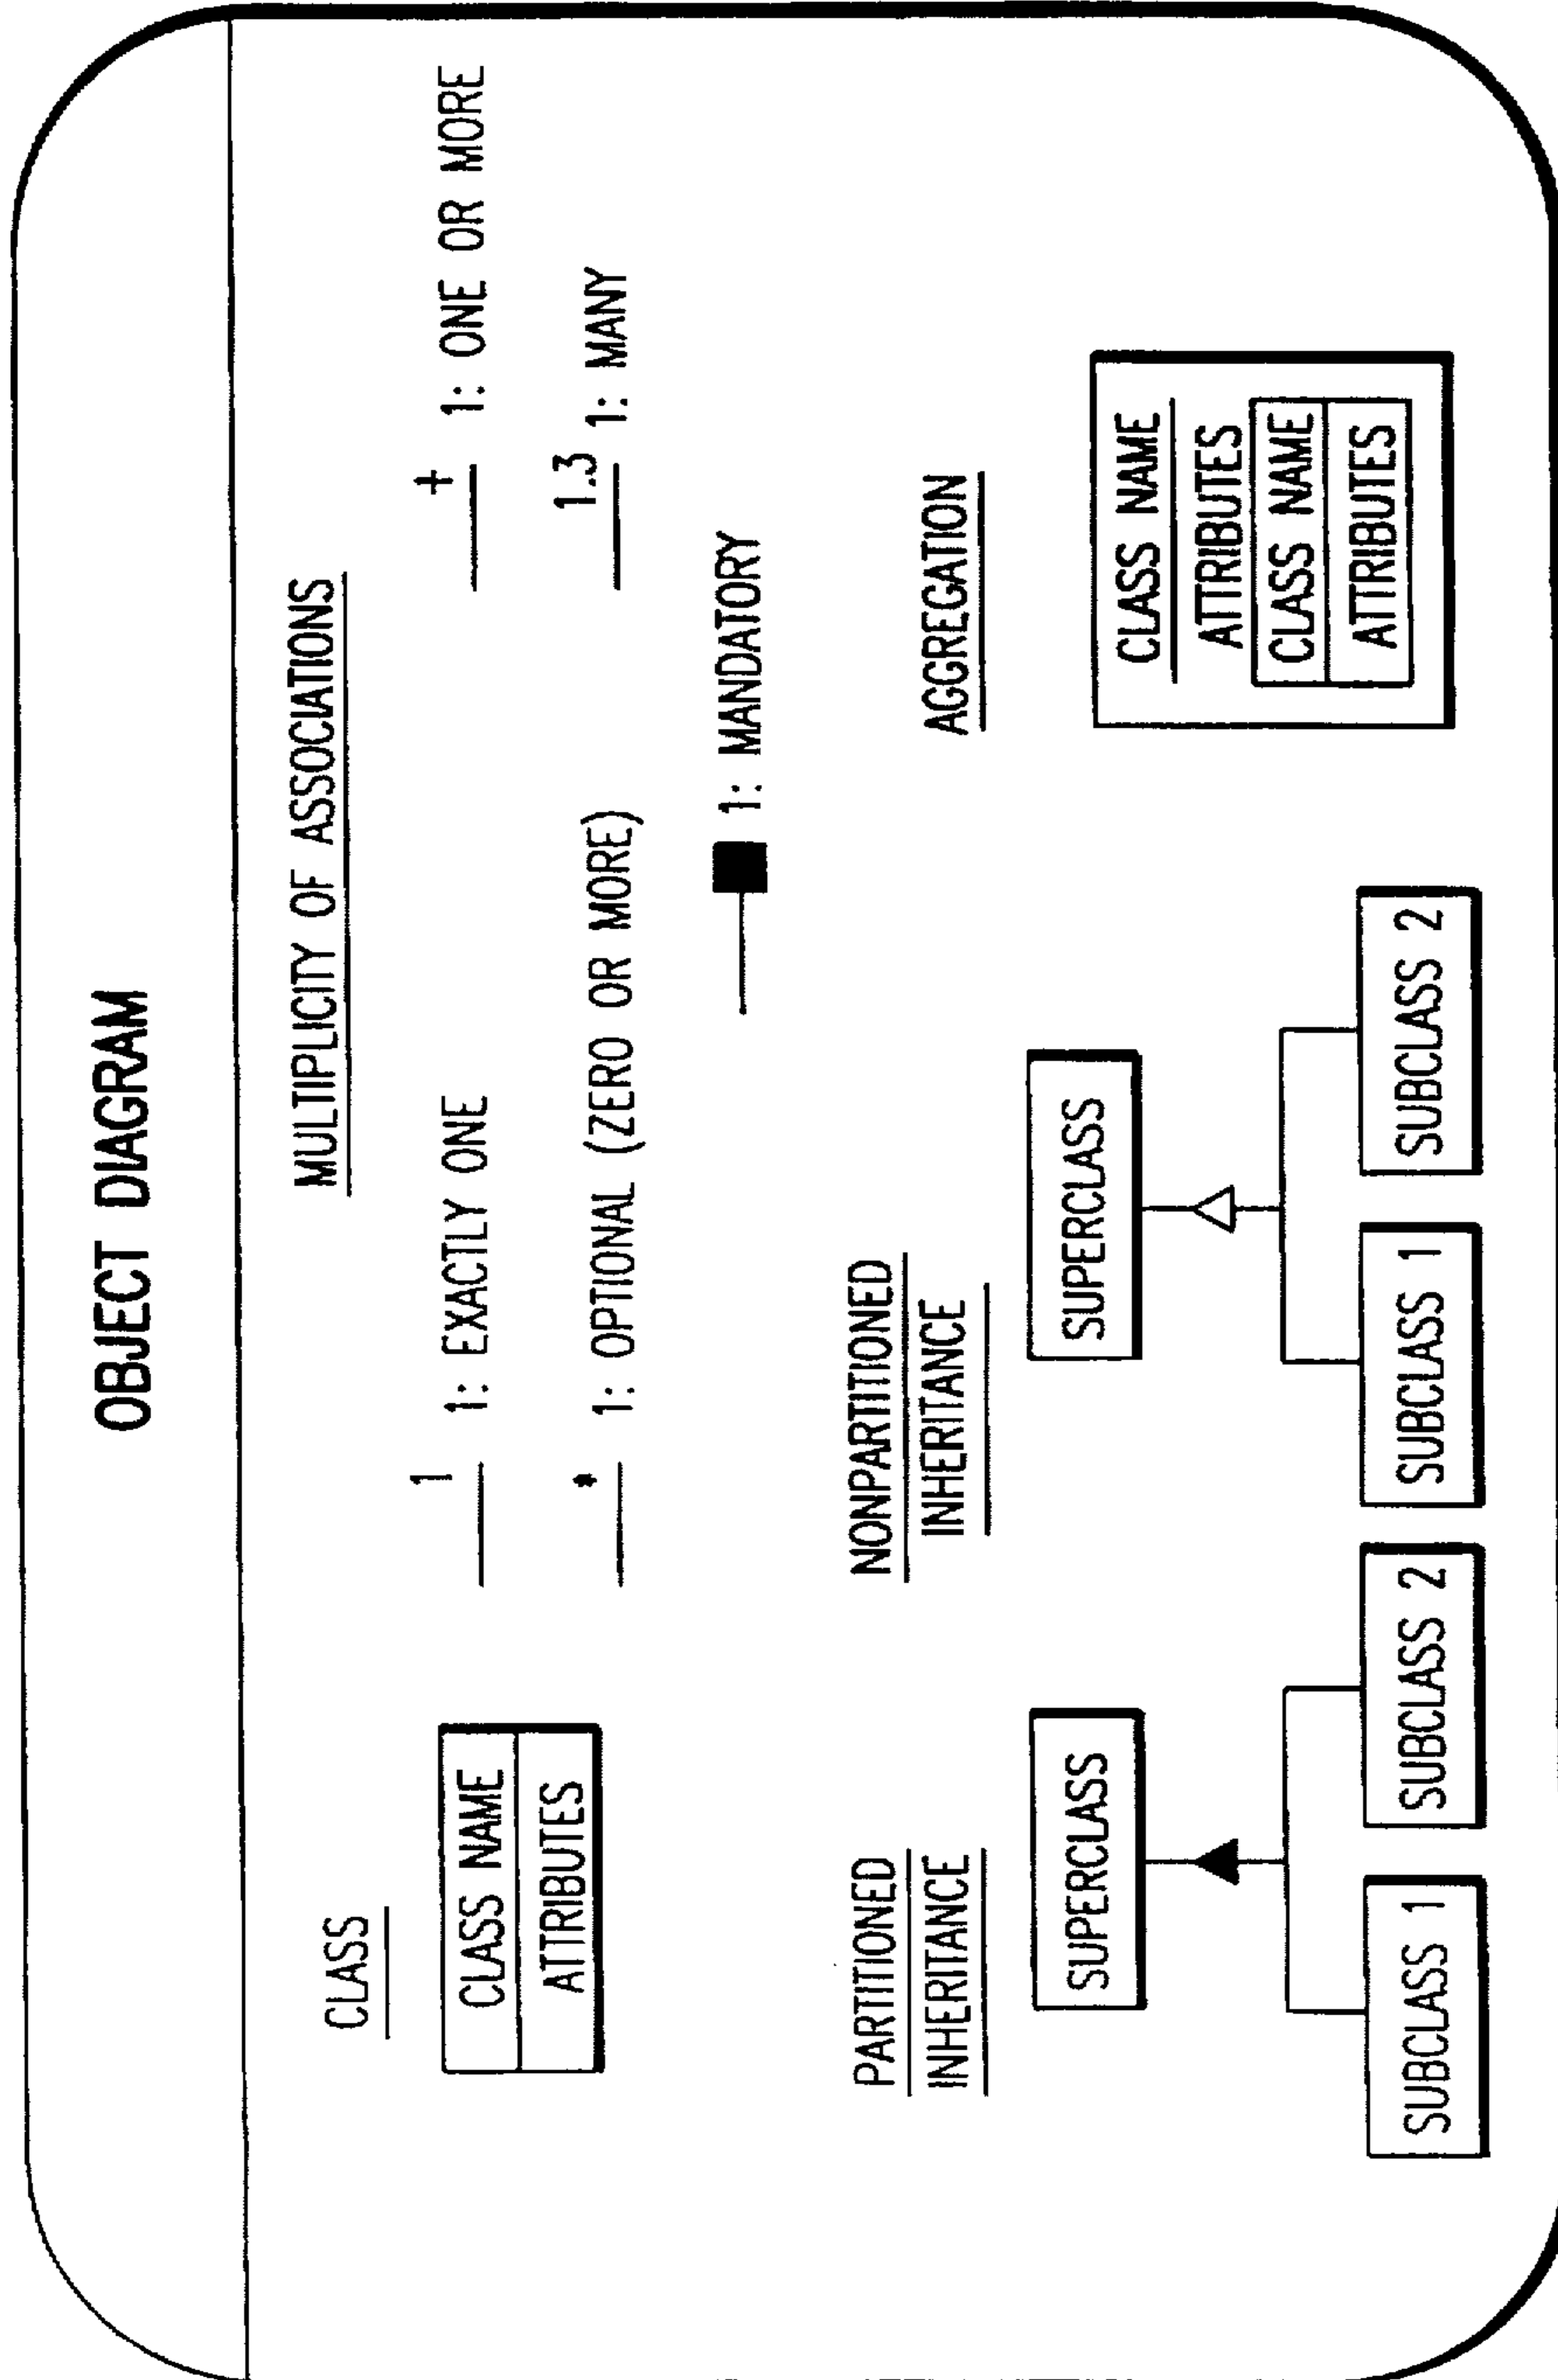 OBJECT DIAGRAM
CLASS
CLASS NAME
ATTRIBUTES
MULTIPLICITY OF ASSOCIATIONS
1 1: EXACTLY ONE
+ 1: ONE OR MORE
* 1: OPTIONAL (ZERO OR MORE)
1.3 1: MANY
1: MANDATORY
PARTITIONED
INHERITANCE
SUPERCLASS
SUBCLASS 1
SUBCLASS 2
NONPARTITIONED
INHERITANCE
SUPERCLASS
SUBCLASS 1
SUBCLASS 2
AGGREGATION
CLASS NAME
ATTRIBUTES
CLASS NAME
ATTRIBUTES